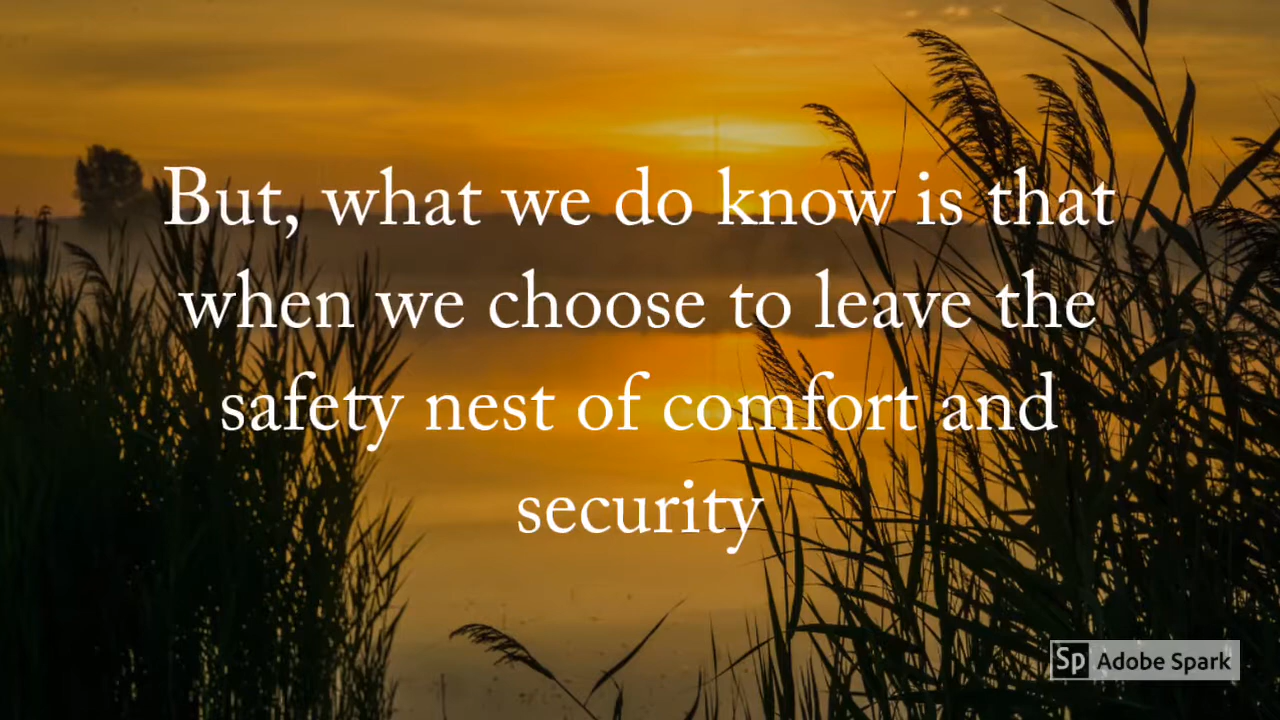 But, what we do know is that
when we choose to leave the
safety nest of comfort and
security
Sp Adobe Spark